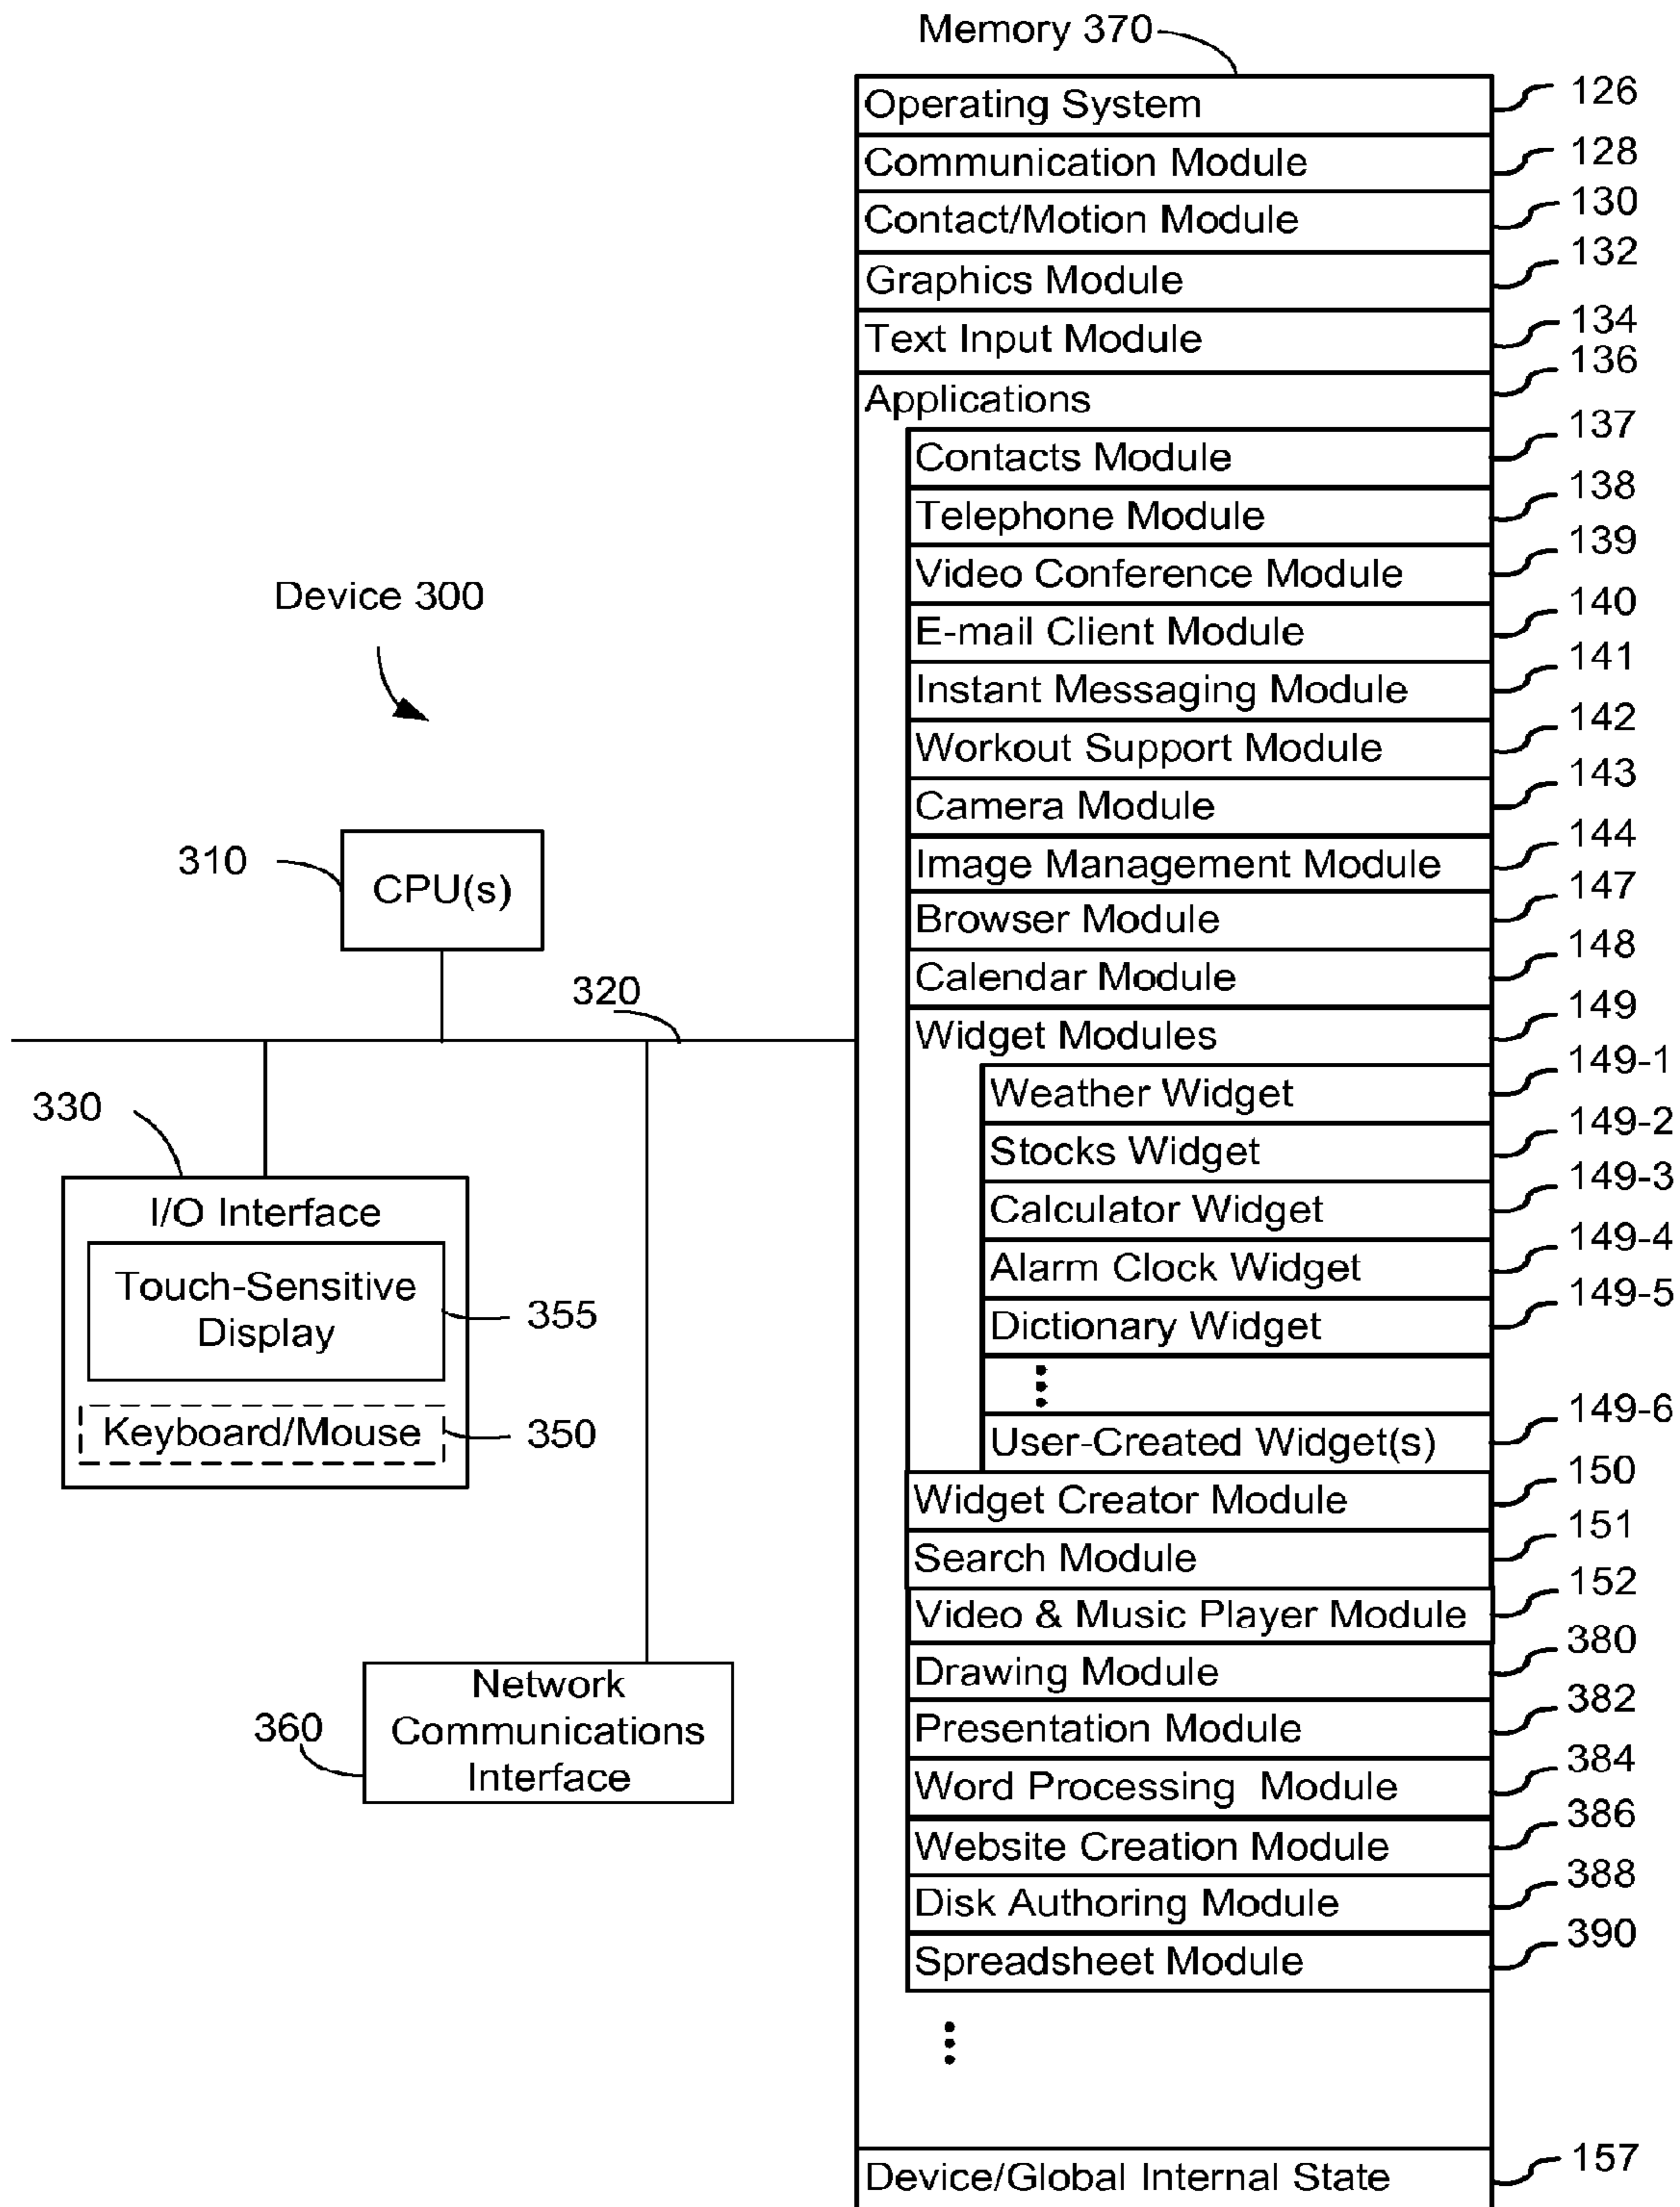 Memory 370
Operating System
126
Communication Module
128
Contact/Motion Module
130
Graphics Module
132
Text Input Module
134
Applications
136
Contacts Module
137
Telephone Module
138
Video Conference Module
139
E-mail Client Module
140
Instant Messaging Module
141
Workout Support Module
142
Camera Module
143
Image Management Module
144
Browser Module
147
Calendar Module
148
Widget Modules
149
Weather Widget
149-1
Stocks Widget
149-2
Calculator Widget
149-3
Alarm Clock Widget
149-4
Dictionary Widget
149-5
User-Created Widget(s)
149-6
Widget Creator Module
150
Search Module
151
Video & Music Player Module
152
Drawing Module
380
Presentation Module
382
Word Processing Module
384
Website Creation Module
386
Disk Authoring Module
388
Spreadsheet Module
390
Device/Global Internal State
157
Device 300
310
CPU(s)
320
330
I/O Interface
Touch-Sensitive
Display
355
Keyboard/Mouse
350
360
Network
Communications
Interface